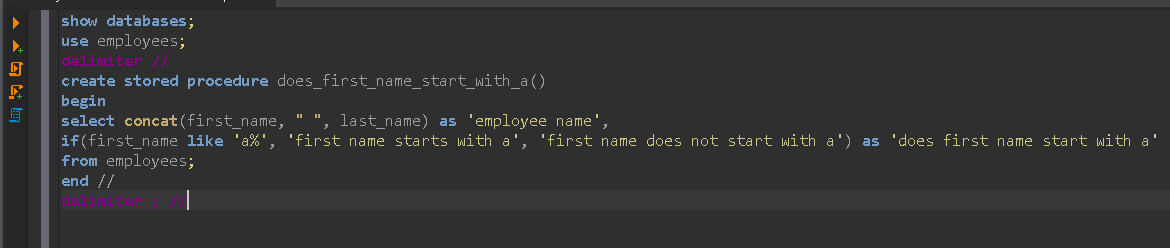 show databases;
use employees;
delimiter //
create stored procedure does_first_name_start_with_a()
begin
select concat(first_name, " ", last_name) as 'employee name',
if(first_name like 'a%', 'first name starts with a', 'first name does not start with a') as 'does first name start with a'
from employees;
end //
delimiter ; //